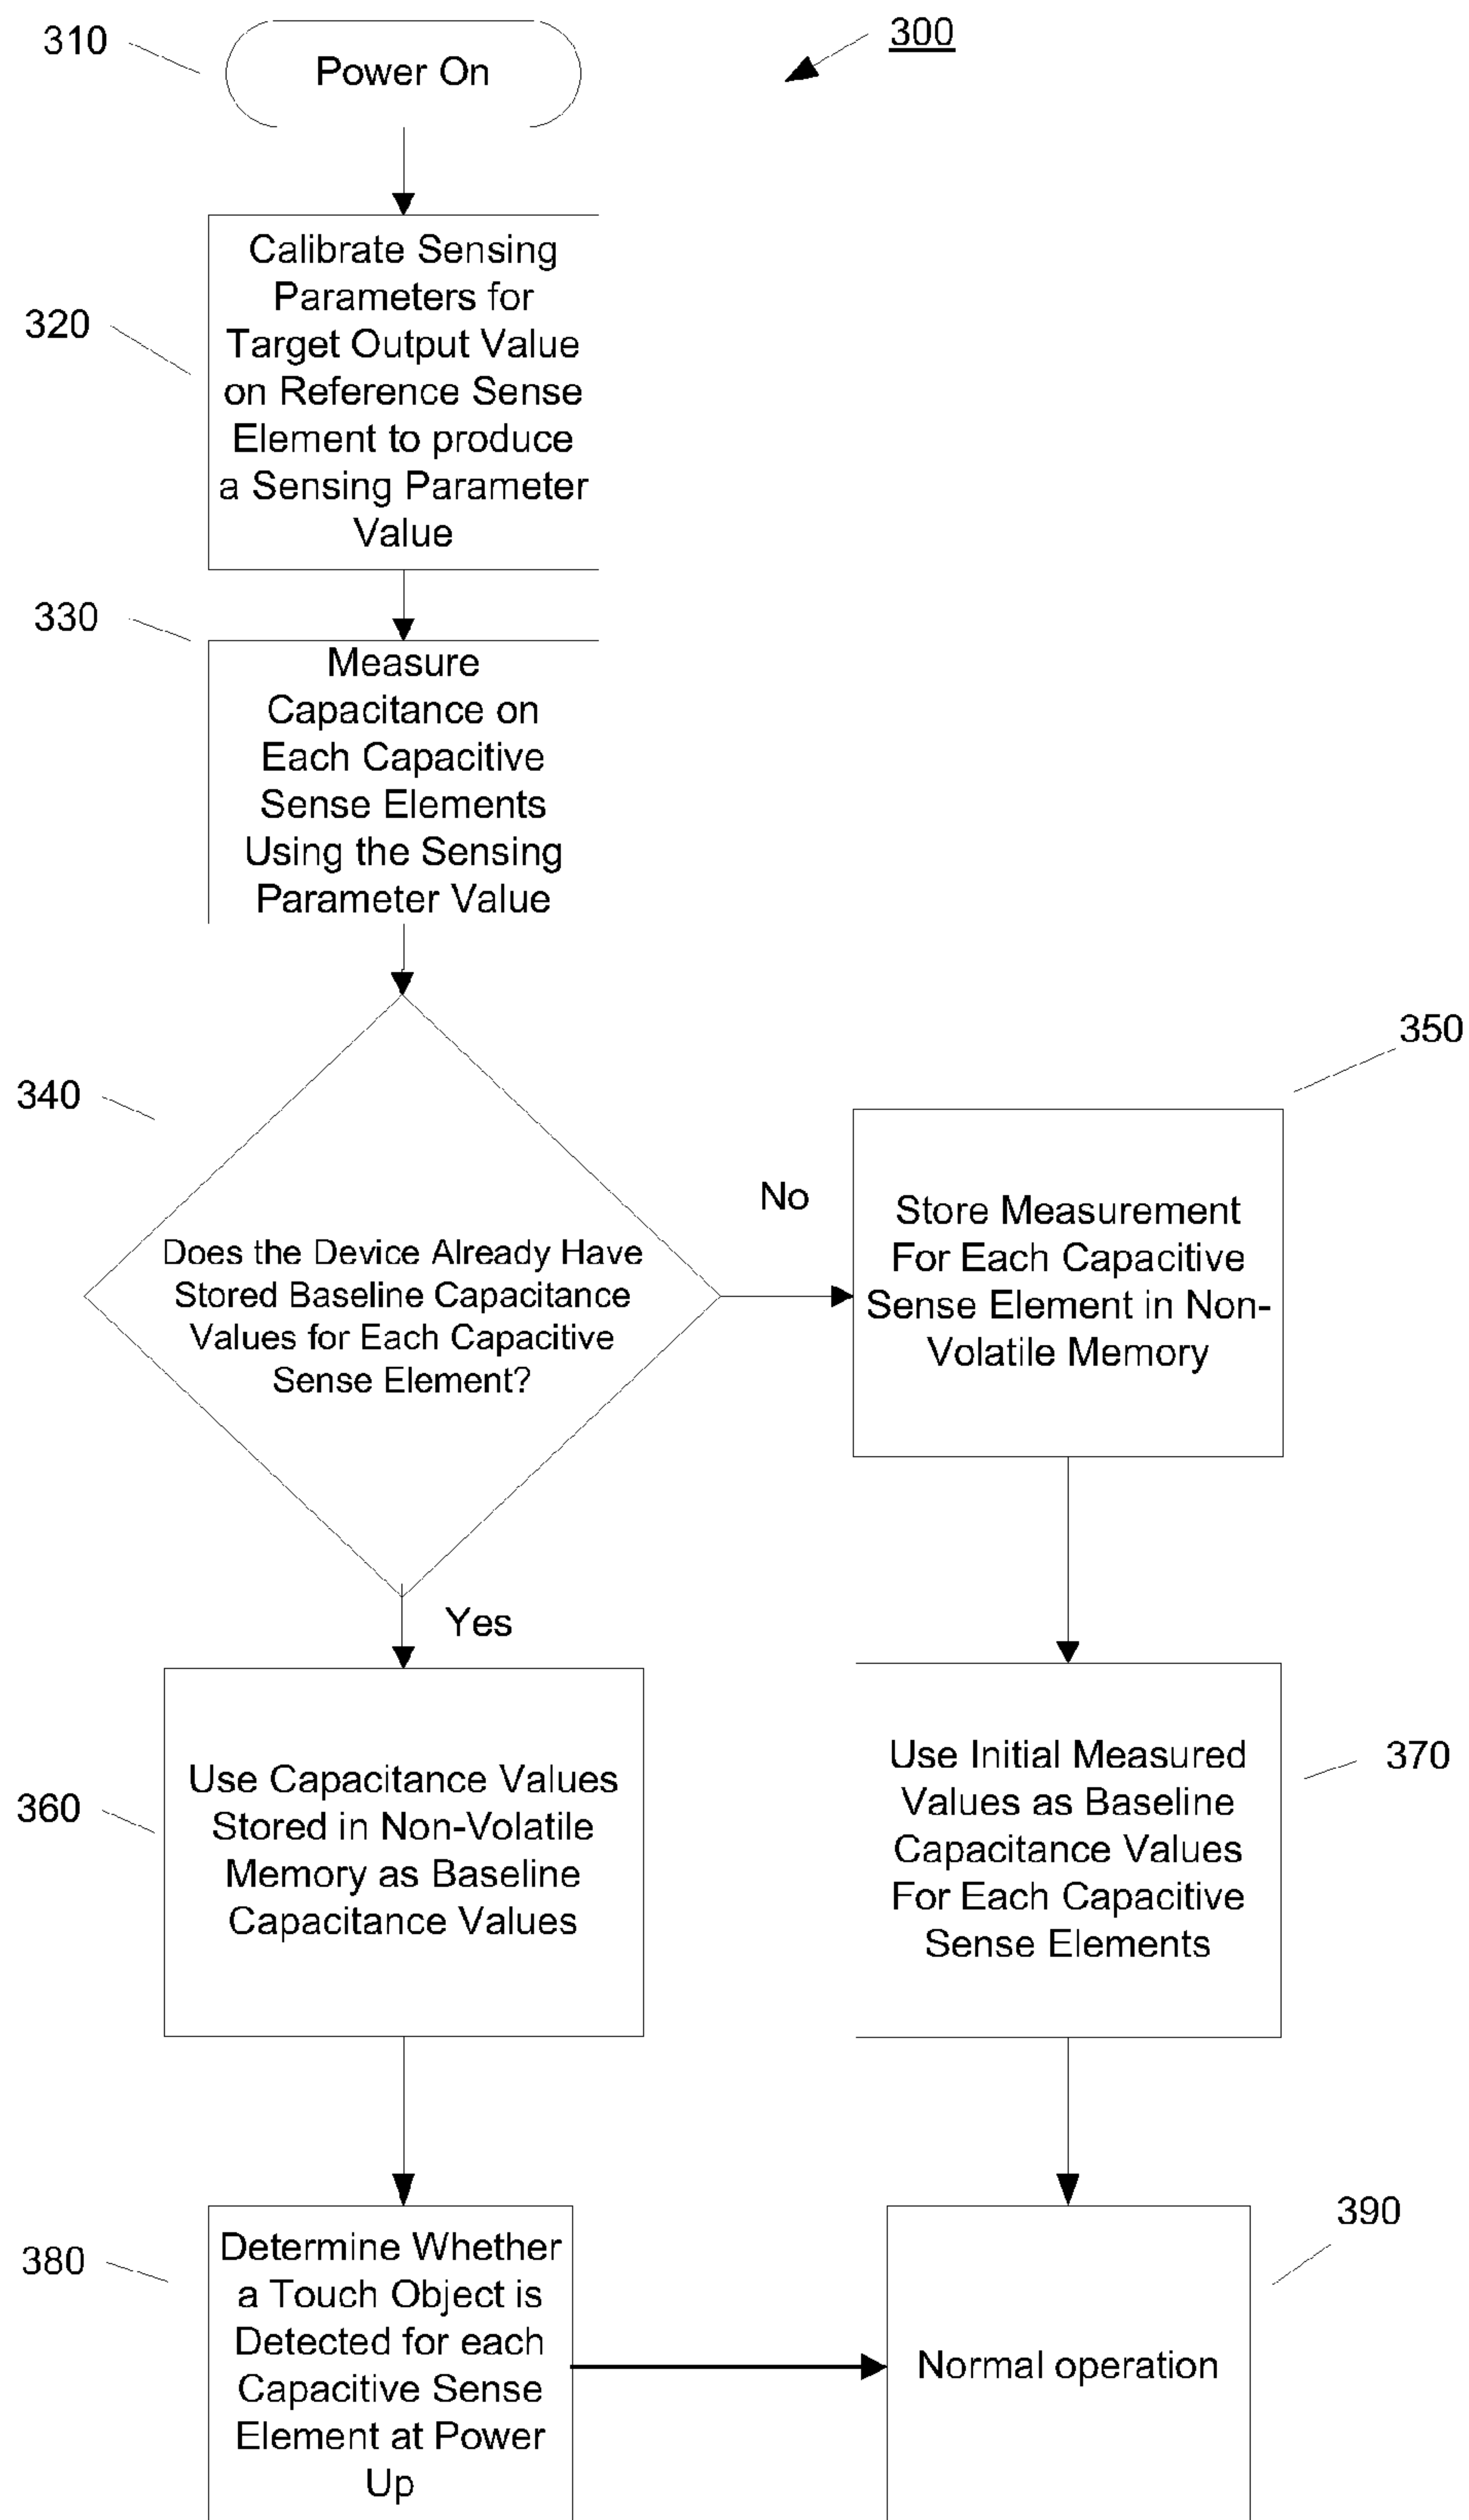 310
Power On
300
320
Calibrate Sensing
Parameters for
Target Output Value
on Reference Sense
Element to produce
a Sensing Parameter
Value
330
Measure
Capacitance on
Each Capacitive
Sense Elements
Using the Sensing
Parameter Value
340
Does the Device Already Have
Stored Baseline Capacitance
Values for Each Capacitive
Sense Element?
No
350
Store Measurement
For Each Capacitive
Sense Element in Non-
Volatile Memory
Yes
360
Use Capacitance Values
Stored in Non-Volatile
Memory as Baseline
Capacitance Values
370
Use Initial Measured
Values as Baseline
Capacitance Values
For Each Capacitive
Sense Elements
380
Determine Whether
a Touch Object is
Detected for each
Capacitive Sense
Element at Power
Up
390
Normal operation